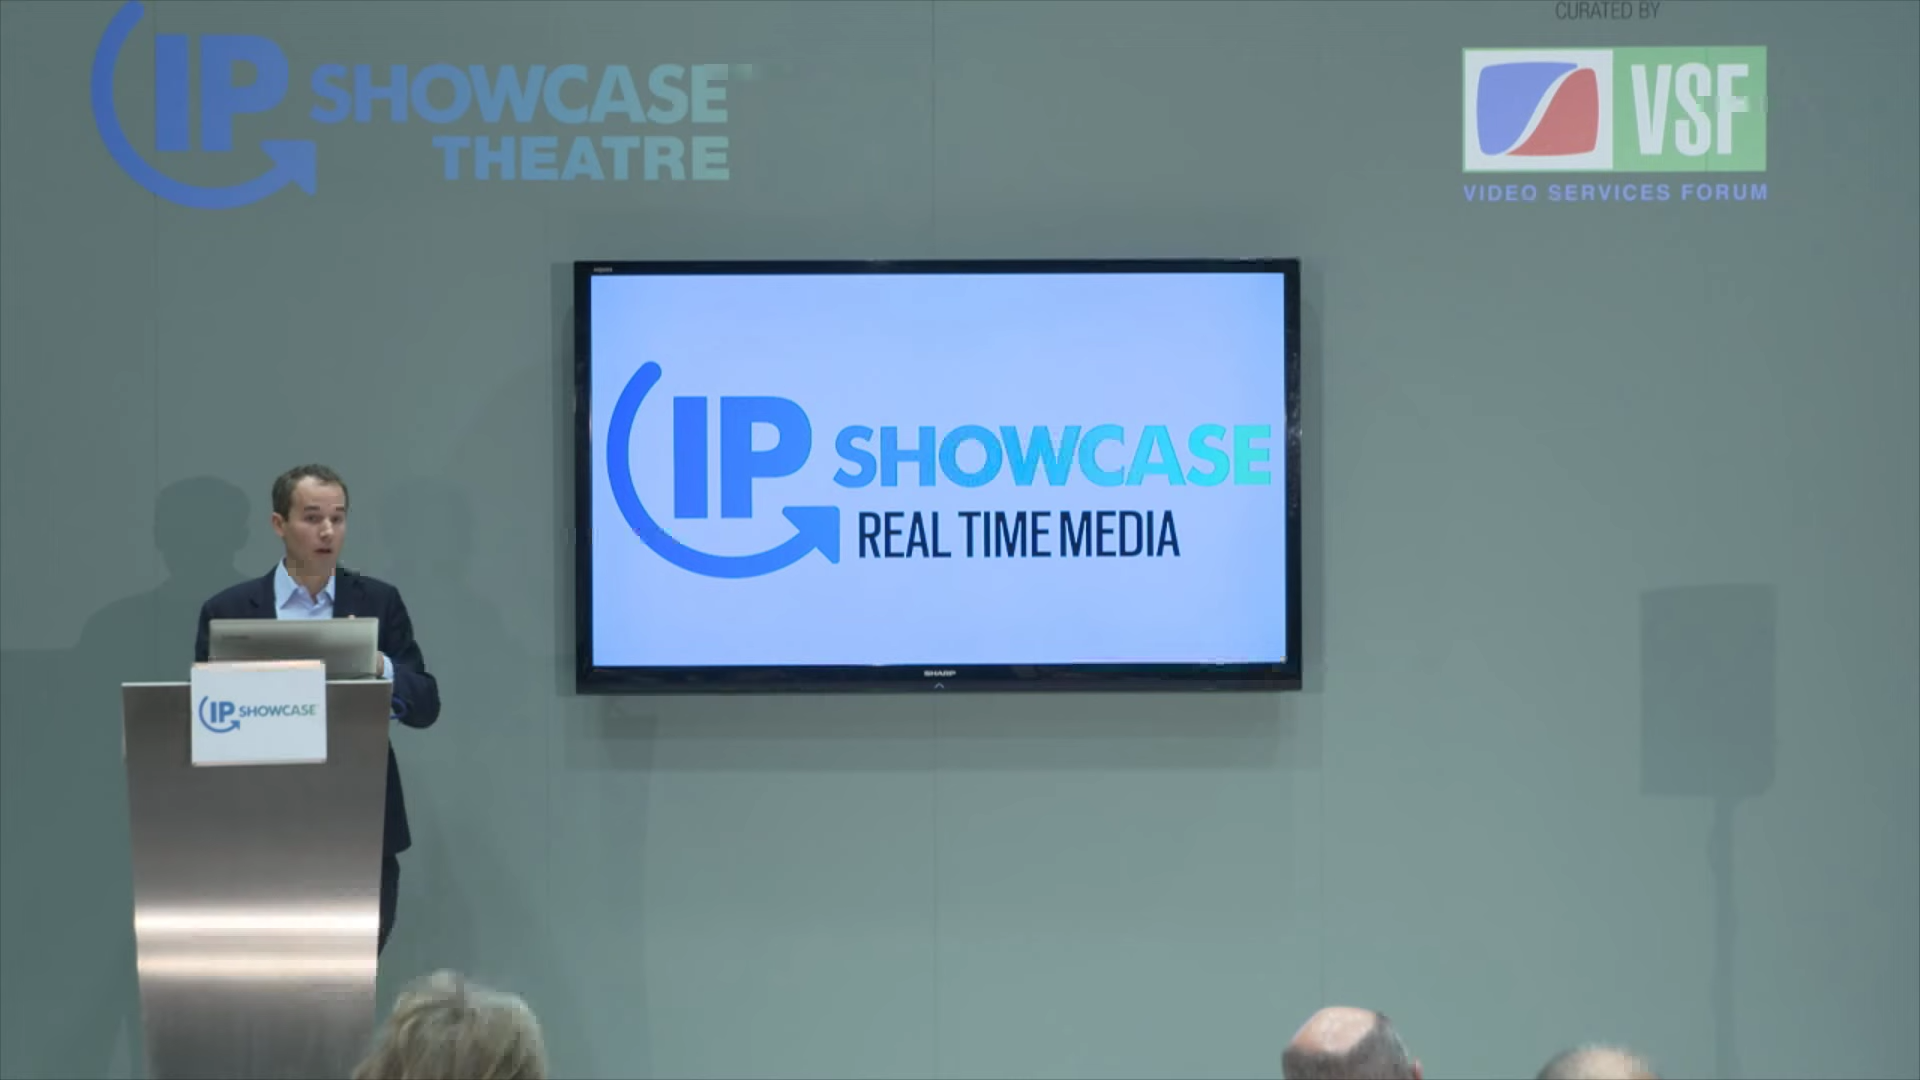 CURATED BY
IP SHOWCASE
THEATRE
VSF
VIDEO SERVICES FORUM
IP SHOWCASE
REAL TIME MEDIA
SHARP
IP SHOWCASE